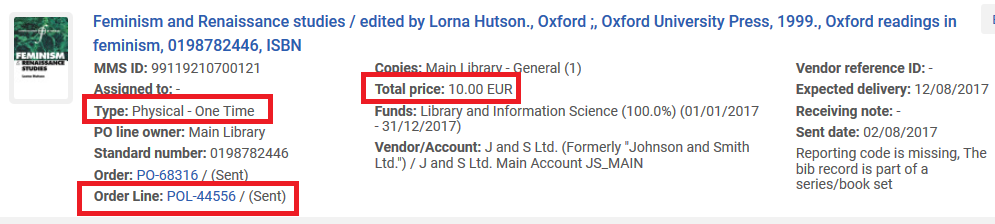 Feminism and Renaissance studies / edited by Lorna Hutson., Oxford ;, Oxford University Press, 1999., Oxford readings in
feminism, 0198782446, ISBN
FEMINISM
& RENAISSANCE
STUDIES
MMS ID: 99119210700121
Assigned to: -
Type: Physical - One Time
PO line owner: Main Library
Standard number: 0198782446
Order: PO-68316 / (Sent)
Order Line: POL-44556 / (Sent)
Copies: Main Library - General (1)
Total price: 10.00 EUR
Funds: Library and Information Science (100.0%) (01/01/2017
- 31/12/2017)
Vendor/Account: J and S Ltd. (Formerly "Johnson and Smith
Ltd.") / J and S Ltd. Main Account JS_MAIN
Vendor reference ID: -
Expected delivery: 12/08/2017
Receiving note: -
Sent date: 02/08/2017
Reporting code is missing, The
bib record is part of a
series/book set